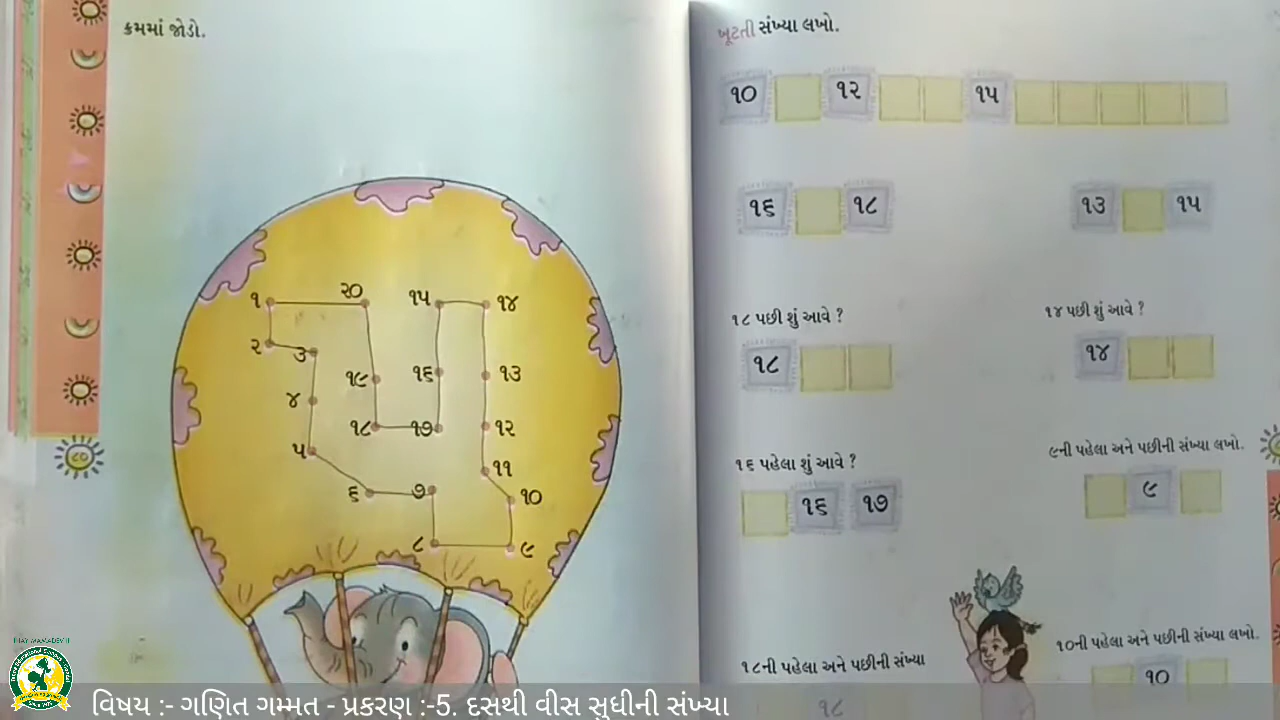 ક્રમમાં જોડો.
૧ ૨૦ ૧૫ ૧૪
૨ ૩
૧૯ ૧૬ ૧૩
૪
૧૮ ૧૭ ૧૨
૫
૧૧
૬ ૭ ૧૦
૮ ૯
૮૦
ખૂટતી સંખ્યા લખો.
૧૦ ૧૨ ૧૫
૧૬ ૧૮ ૧૩ ૧૫
૧૮ પછી શું આવે ? ૧૪ પછી શું આવે ?
૧૮ ૧૪
૧૬ પહેલા શું આવે ? ૯ની પહેલા અને પછીની સંખ્યા લખો.
૧૬ ૧૭ ૯
૧૮ની પહેલા અને પછીની સંખ્યા ૧૦ની પહેલા અને પછીની સંખ્યા લખો.
૧૮ ૧૦
વિષય :- ગણિત ગમ્મત - પ્રકરણ :-5. દસથી વીસ સુધીની સંખ્યા